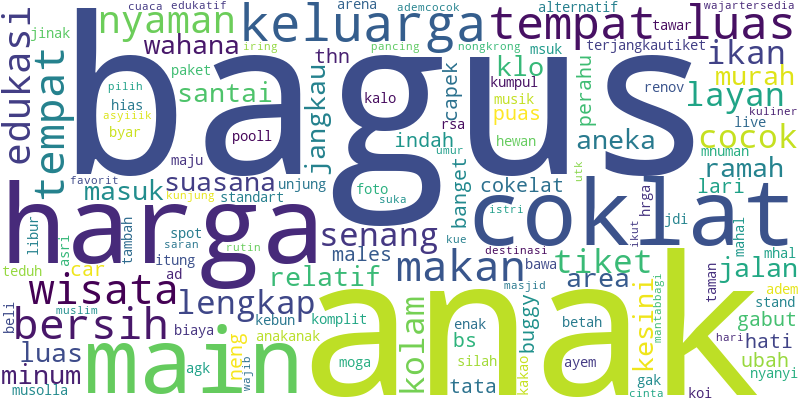 cuaca edukatif arena ademcocok alternatif wajartersedia
nyaman keluarga tempat luas
jinak wahana iring pancing nongkrong msuk terjangkautiket tawar
edukasi tempat bagus ikan
thn klo murah
paket santai jangkau kalo capek kumpul perahu renov layan
pilih hias asyiiik musik puas live kuliner
byar pooll rsa indah hewan aneka cocok mnuman
maju umur utk ramah
favorit masuk suasana unjung foto suka banget cokelat lari
kunjung standart istri hrga jdi
harga coklat
libur asri tambah spot saran rutin senang kue destinasi ikut mahal
teduh itung males makan tiket mhal jalan
wisata car ad relatif bawa area taman adem
muslim masjid mantabbagi
beli bersih lengkap kebun komplit enak buggy betah kesini stand gabut
biaya
luas main neng anakanak kolam bs anak hati hari
minum agk wajib moga silah ayem ubah
musolla tata kakao gak cinta koi nyanyi